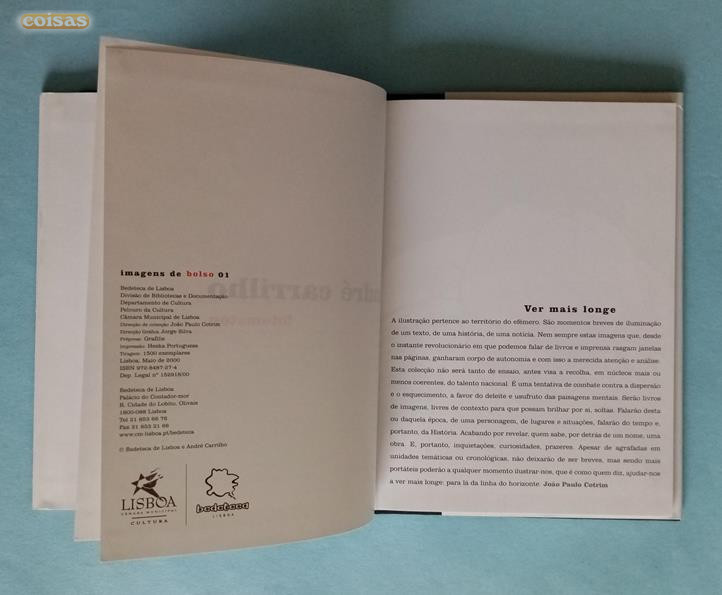 coisas
imagens de bolso 01
Bedeteca de Lisboa
Divisão de Bibliotecas e Documentação
Departamento de Cultura
Pelouro da Cultura
Câmara Municipal de Lisboa
Direcção de colecção João Paulo Cotrim
Direcção Gráfica Jorge Silva
Prépress Grafilis
Impressão Heska Portuguesa
Tiragem 1500 exemplares
Lisboa, Maio de 2000
ISBN 972-8487-27-4
Dep. Legal nº 152918/00
Bedeteca de Lisboa
Palácio do Contador-mor
R. Cidade do Lobito, Olivais
1800-088 Lisboa
Tel 21 853 66 76
Fax 21 853 21 66
www.cm-lisboa.pt/bedeteca
© Bedeteca de Lisboa e André Carrilho
LISBOA
CÂMARA MUNICIPAL
CULTURA
bedeteca
LISBOA
Ver mais longe
A ilustração pertence ao território do efémero. São momentos breves de iluminação
de um texto, de uma história, de uma notícia. Nem sempre estas imagens que, desde
o instante revolucionário em que podemos falar de livros e imprensa rasgam janelas
nas páginas, ganharam corpo de autonomia e com isso a merecida atenção e análise.
Esta colecção não será tanto de ensaio, antes visa a recolha, em núcleos mais ou
menos coerentes, do talento nacional. É uma tentativa de combate contra a dispersão
e o esquecimento, a favor do deleite e usufruto das paisagens mentais. Serão livros
de imagens, livros de contexto para que possam brilhar por si, soltas. Falarão desta
ou daquela época, de uma personagem, de lugares e situações, falarão do tempo e,
portanto, da História. Acabando por revelar, quem sabe, por detrás de um nome, uma
obra. E, portanto, inquietações, curiosidades, prazeres. Apesar de agrafadas em
unidades temáticas ou cronológicas, não deixarão de ser breves, mas sendo mais
portáteis poderão a qualquer momento ilustrar-nos, que é como quem diz, ajudar-nos
a ver mais longe: para lá da linha do horizonte. João Paulo Cotrim